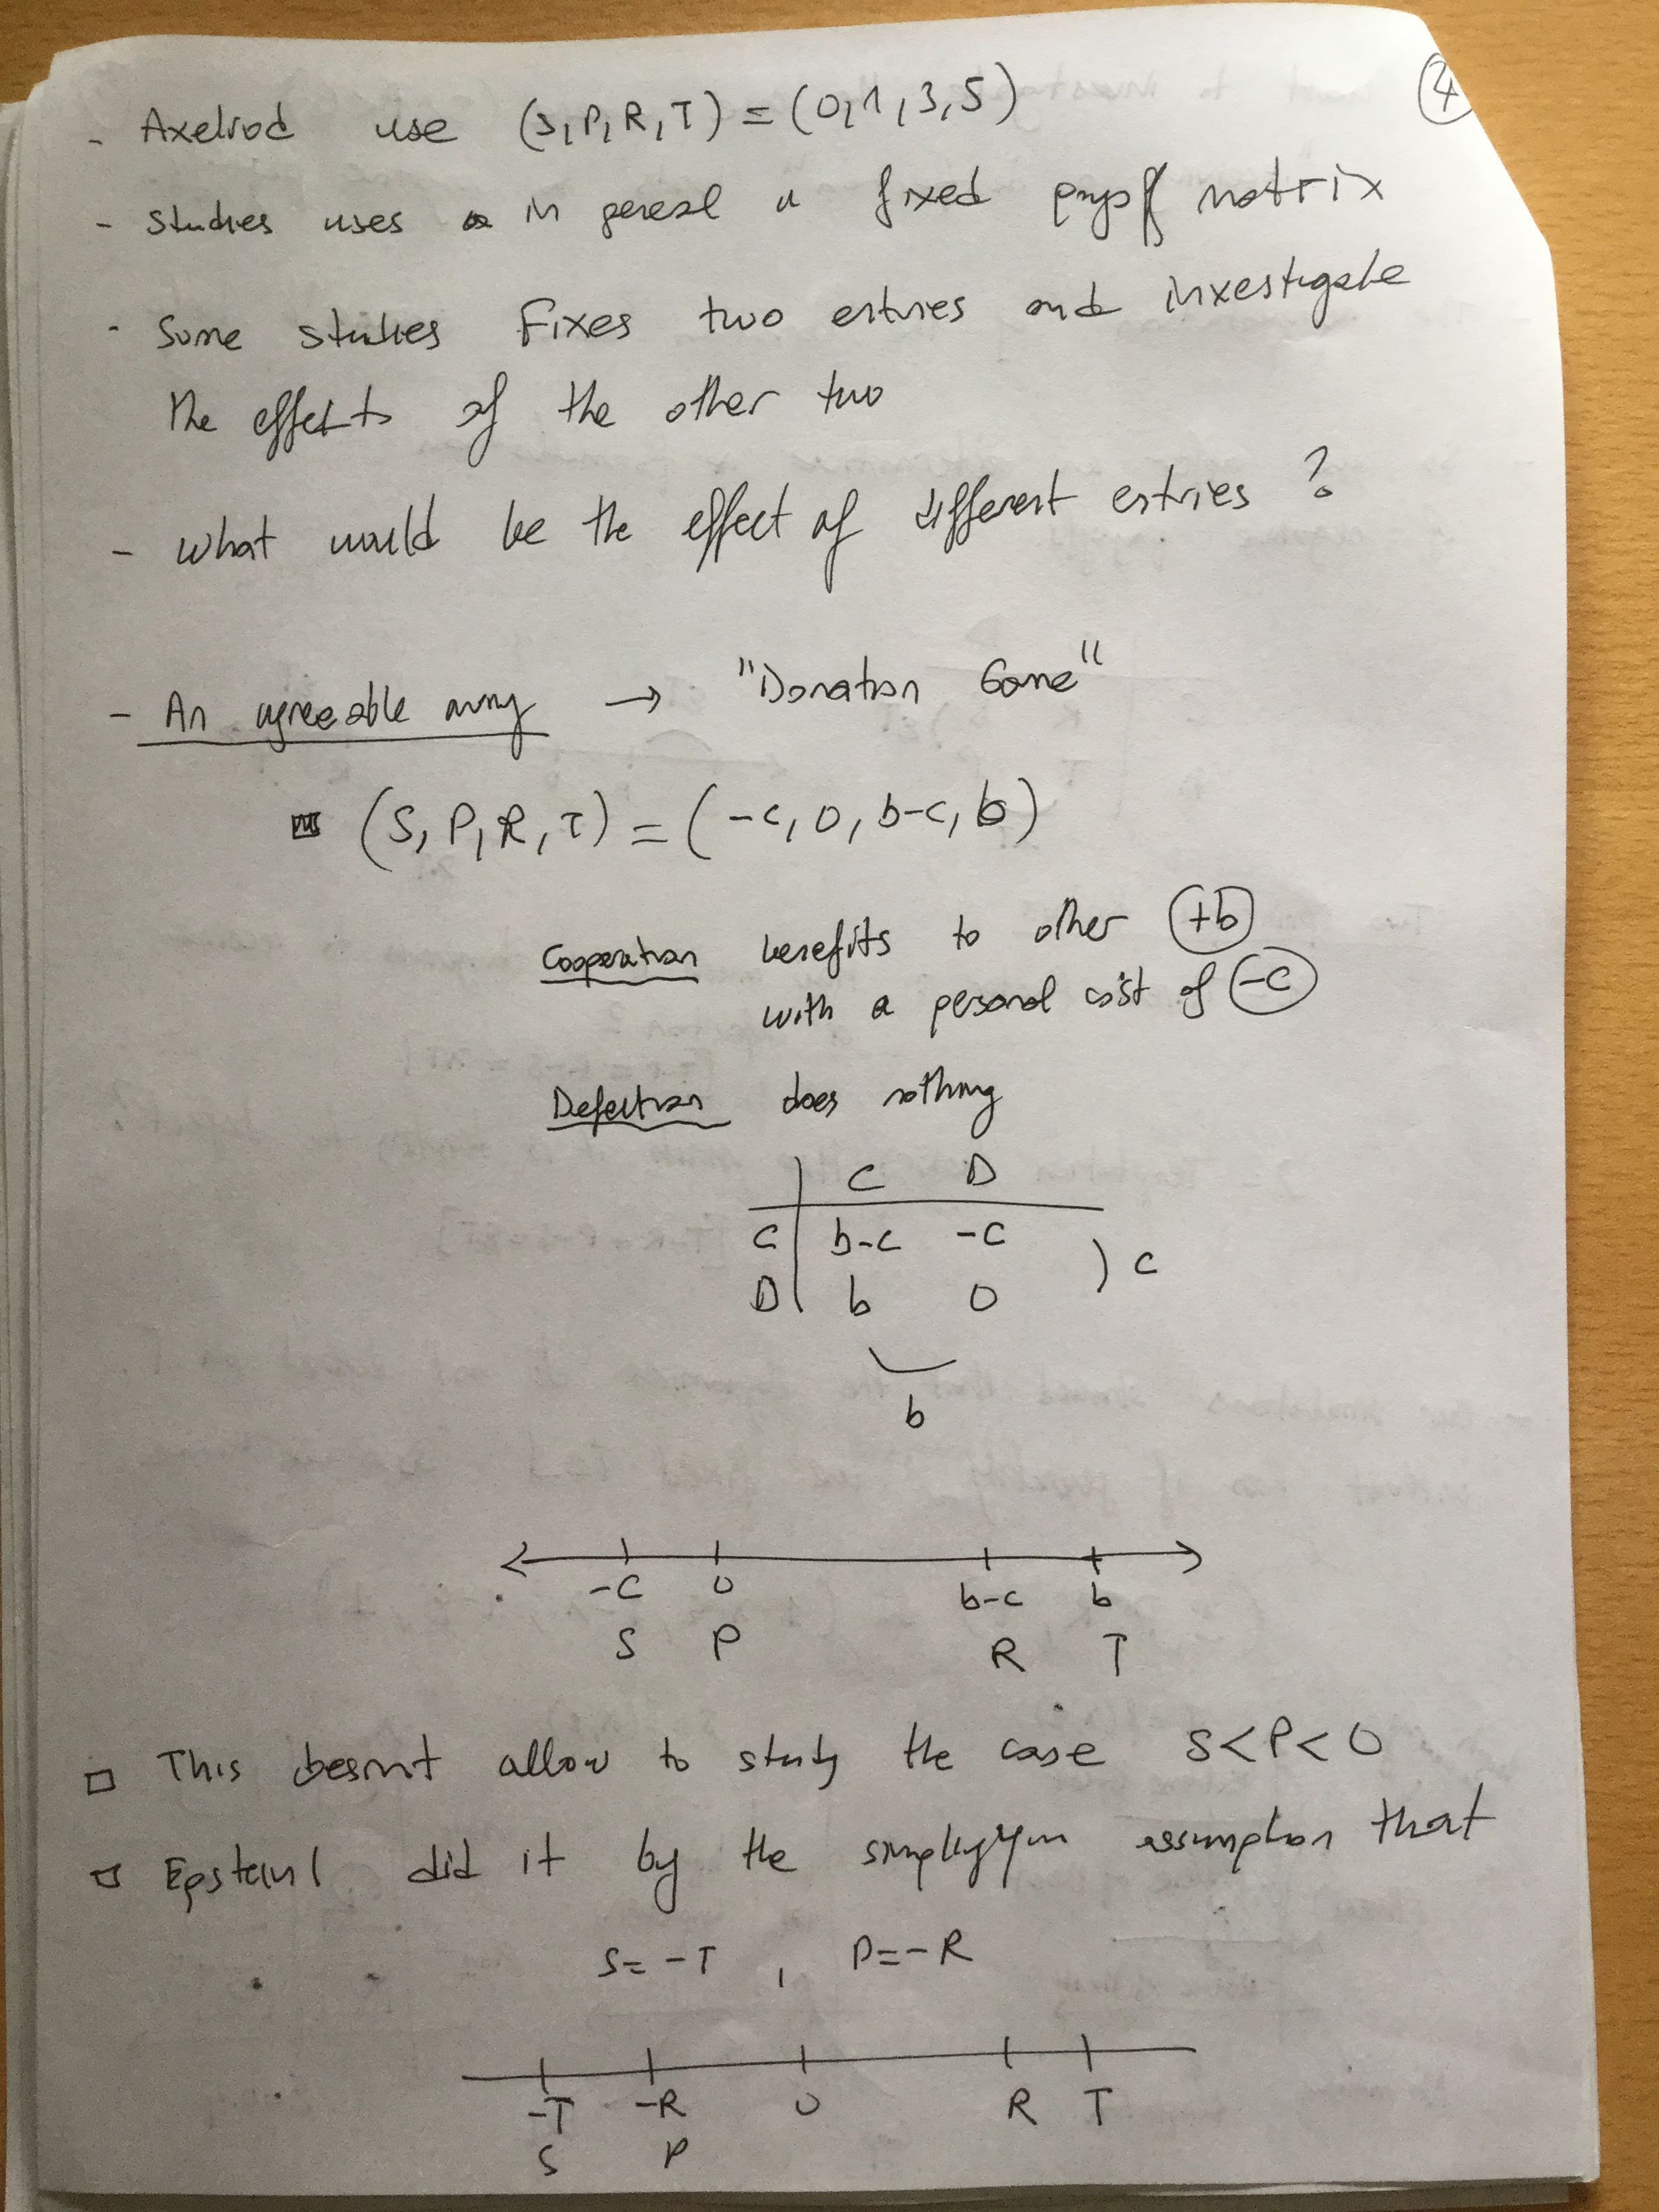 4
- Axelrod use (S,P,R,T) = (0,1,3,5)
- Studies uses in general a fixed payoff matrix
- Some studies Fixes two entries and investigate
the effects of the other two
- What would be the effect of different entries ?
- An agreeable array → "Donation Game"
(S, P, R, T) = (-c, 0, b-c, b)
Cooperation benefits to other +b
with a personal cost of -c
Defection does nothing
C D
C b-c -c
) c
D b 0
b
-c 0 b-c b
S P R T
□ This doesn't allow to study the case S<P<0
□ Epstein did it by the assumption that
S=-T , P=-R
-T -R 0 R T
S P